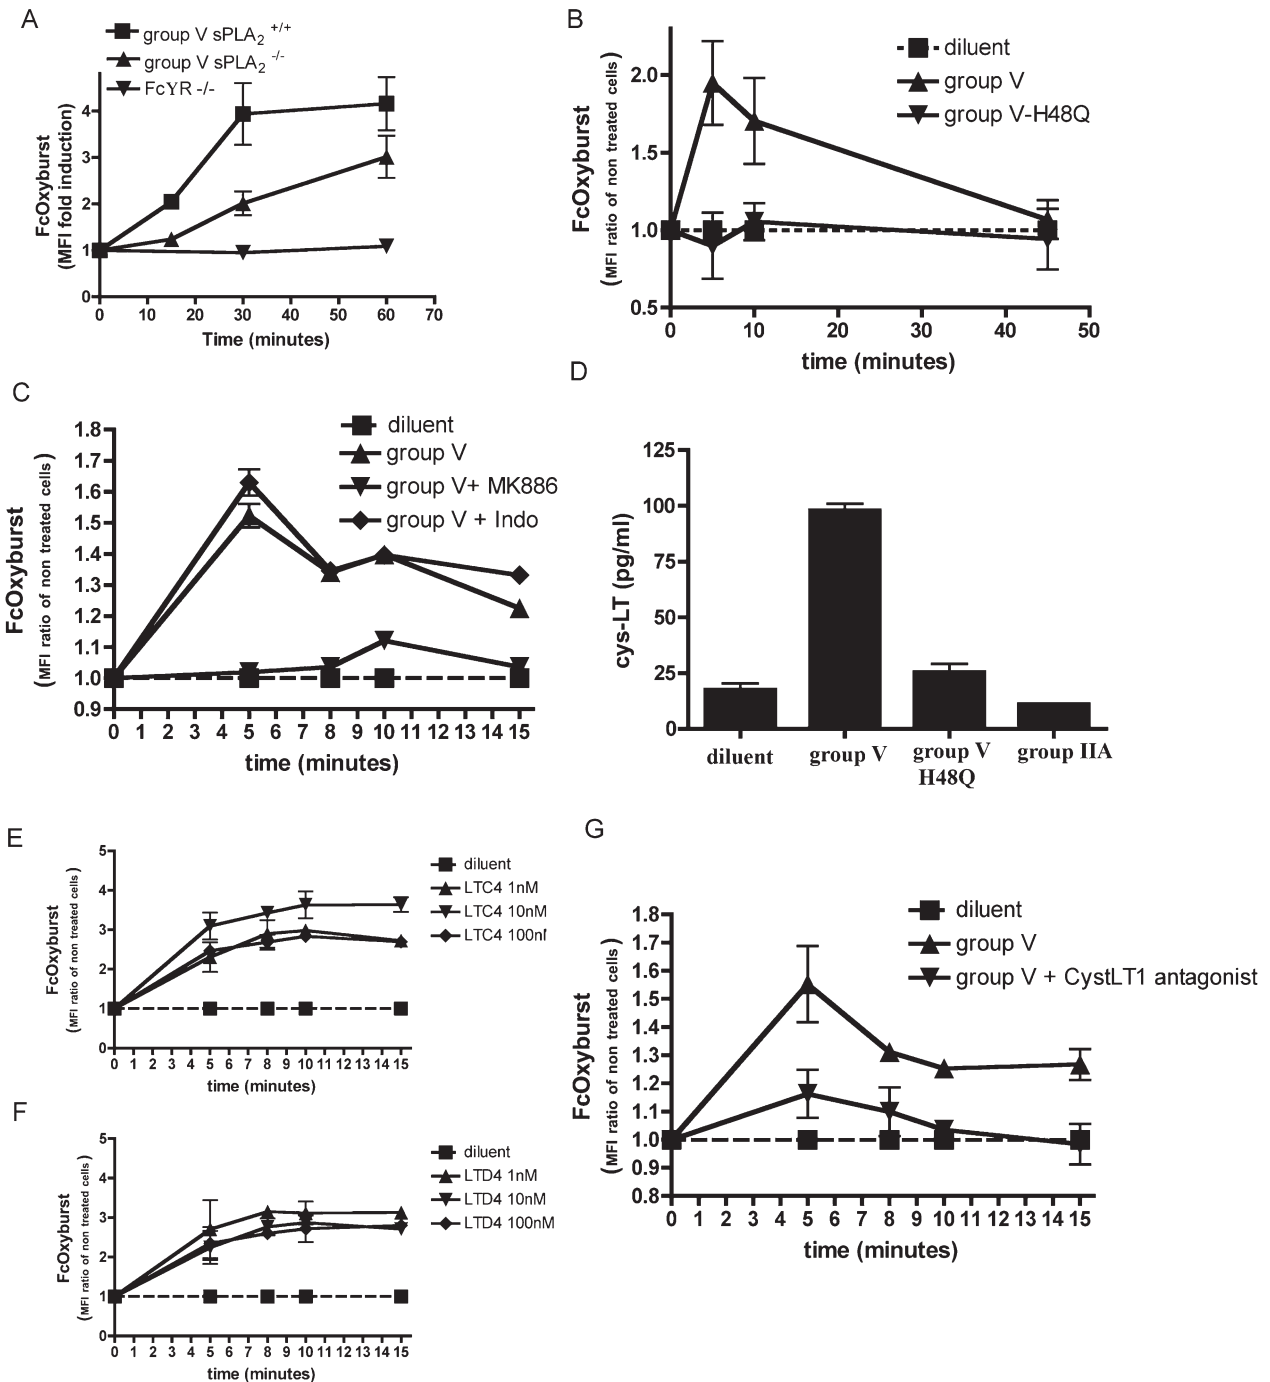 A
group V sPLA2 +/+
group V sPLA2 -/-
FcϒR -/-
FcOxyburst
(MFI fold induction)
4
3
2
1
0
0 10 20 30 40 50 60 70
Time (minutes)
B
diluent
group V
group V-H48Q
FcOxyburst
(MFI ratio of non treated cells)
2.0
1.5
1.0
0.5
0 10 20 30 40 50
time (minutes)
C
diluent
group V
group V+ MK886
group V + Indo
FcOxyburst
(MFI ratio of non treated cells)
1.8
1.7
1.6
1.5
1.4
1.3
1.2
1.1
1.0
0.9
0 1 2 3 4 5 6 7 8 9 10 11 12 13 14 15
time (minutes)
D
cys-LT (pg/ml)
125
100
75
50
25
0
diluent
group V
group V
H48Q
group IIA
E
diluent
LTC4 1nM
LTC4 10nM
LTC4 100nM
FcOxyburst
(MFI ratio of non treated cells)
5
4
3
2
1
0
0 1 2 3 4 5 6 7 8 9 10 11 12 13 14 15
time (minutes)
F
diluent
LTD4 1nM
LTD4 10nM
LTD4 100nM
FcOxyburst
(MFI ratio of non treated cells)
5
4
3
2
1
0
0 1 2 3 4 5 6 7 8 9 10 11 12 13 14 15
time (minutes)
G
diluent
group V
group V + CystLT1 antagonist
FcOxyburst
(MFI ratio of non treated cells)
1.8
1.7
1.6
1.5
1.4
1.3
1.2
1.1
1.0
0.9
0.8
0 1 2 3 4 5 6 7 8 9 10 11 12 13 14 15
time (minutes)